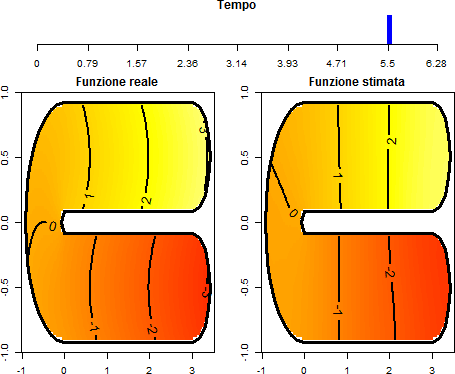 Tempo
0 0.79 1.57 2.36 3.14 3.93 4.71 5.5 6.28
Funzione reale Funzione stimata
1.0 1.0
3
0.5 2 0.5
1 1 2
0.0 0 0.0 0
-0.5 -2 -0.5
-3 -1
-1 -2
-1.0 -1.0
-1 0 1 2 3 -1 0 1 2 3